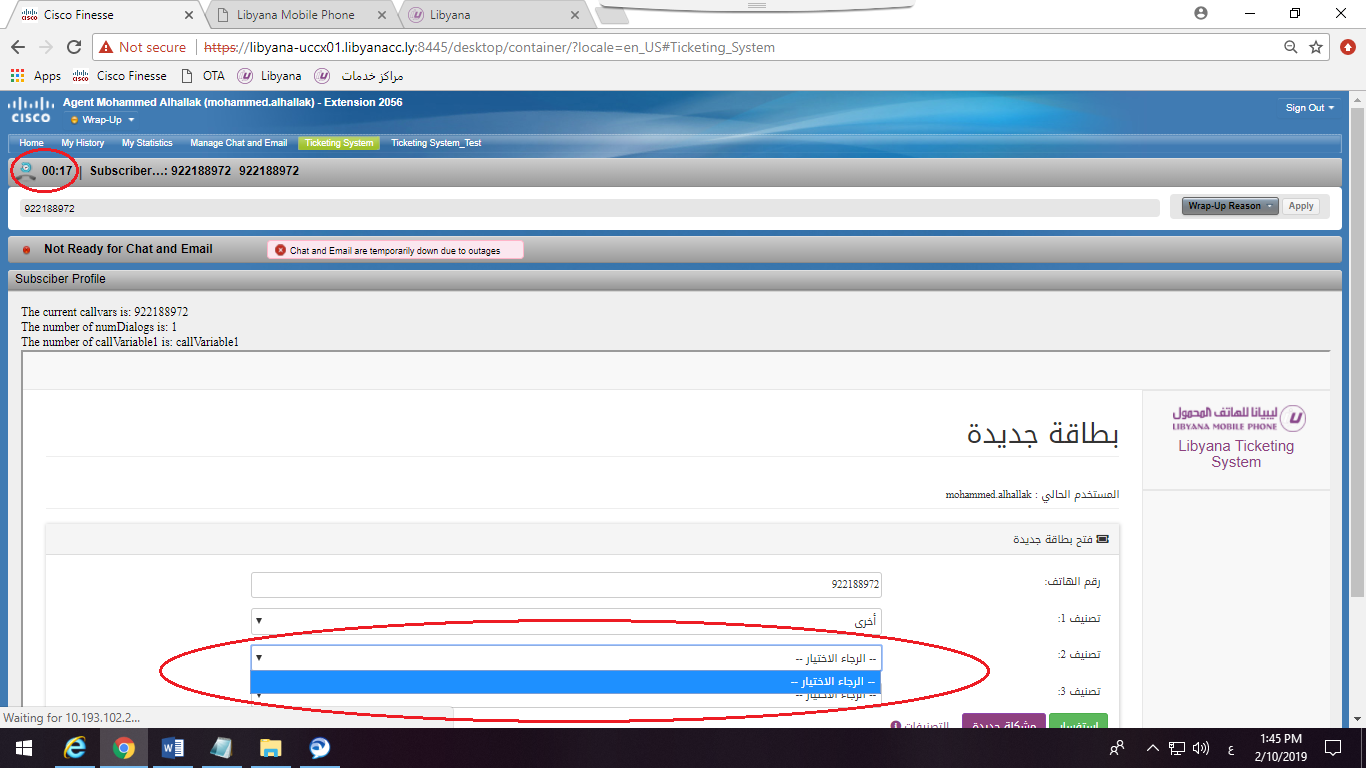 Cisco Finesse
Libyana Mobile Phone
Libyana
Not secure
https://libyana-uccx01.libyanacc.ly:8445/desktop/container/?locale=en_US#Ticketing_System
Apps
Cisco Finesse
OTA
Libyana
مراكز خدمات
CISCO
Agent Mohammed Alhallak (mohammed.alhallak) - Extension 2056
Wrap-Up
Sign Out
Home
My History
My Statistics
Manage Chat and Email
Ticketing System
Ticketing System_Test
00:17 | Subscriber...: 922188972 922188972
922188972
Wrap-Up Reason
Apply
Not Ready for Chat and Email
Chat and Email are temporarily down due to outages
Subsciber Profile
The current callvars is: 922188972
The number of numDialogs is: 1
The number of callVariable1 is: callVariable1
ليبيانا للهاتف المحمول
LIBYANA MOBILE PHONE
Libyana Ticketing
System
بطاقة جديدة
المستخدم الحالي : mohammed.alhallak
فتح بطاقة جديدة
رقم الهاتف:
922188972
تصنيف 1:
أخرى
تصنيف 2:
-- الرجاء الاختيار --
-- الرجاء الاختيار --
تصنيف 3:
-- الرجاء الاختيار --
استفسار
مشكلة جديدة
التصنيفات
Waiting for 10.193.102.2...
ع
1:45 PM
2/10/2019